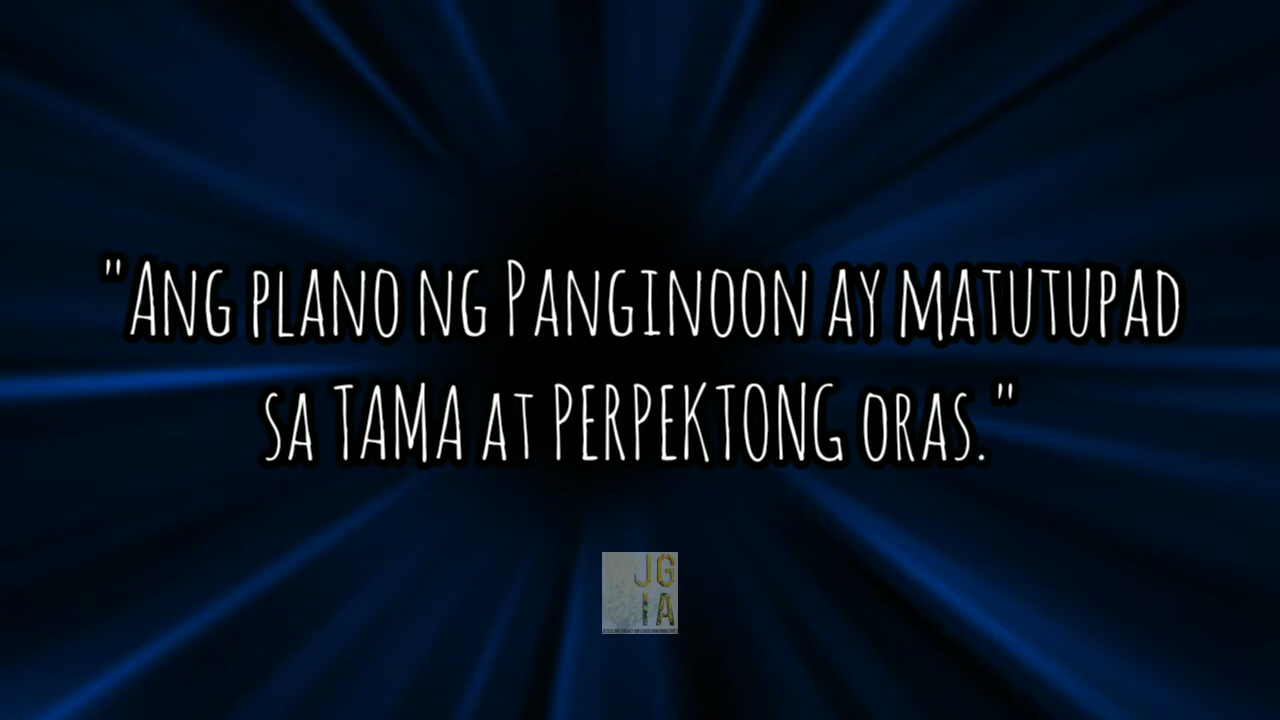 "Ang plano ng Panginoon ay matutupad
sa TAMA at PERPEKTONG oras."
JG
IA